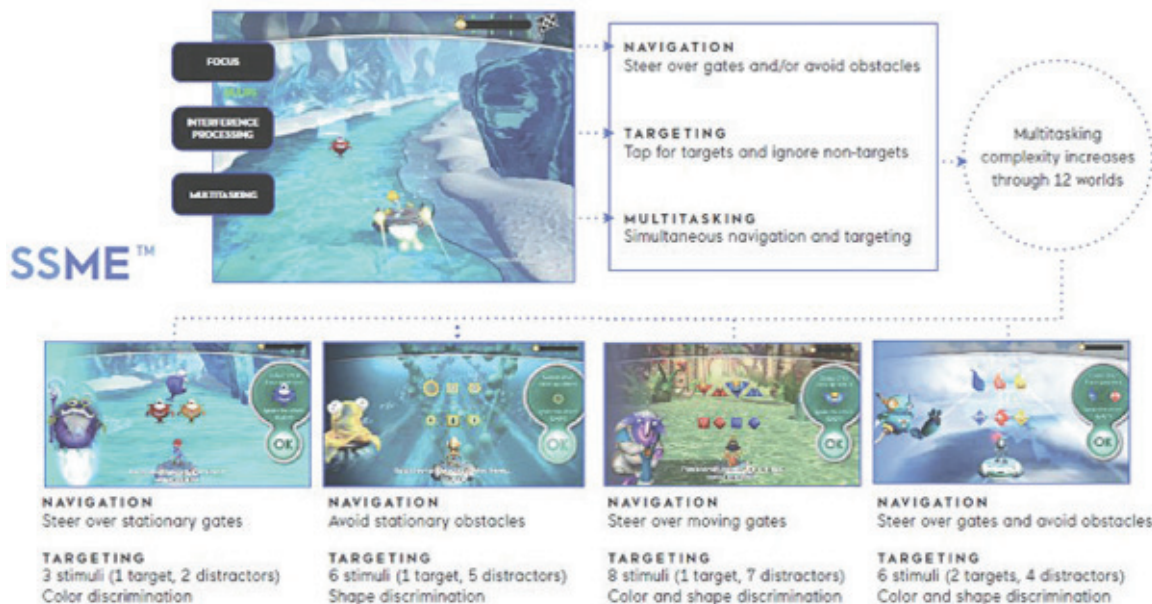 FOCUS
INTERFERENCE
PROCESSING
MULTITASKING
SSME™
NAVIGATION
Steer over gates and/or avoid obstacles
TARGETING
Tap for targets and ignore non-targets
MULTITASKING
Simultaneous navigation and targeting
Multitasking
complexity increases
through 12 worlds
OK
NAVIGATION
Steer over stationary gates
TARGETING
3 stimuli (1 target, 2 distractors)
Color discrimination
OK
NAVIGATION
Avoid stationary obstacles
TARGETING
6 stimuli (1 target, 5 distractors)
Shape discrimination
OK
NAVIGATION
Steer over moving gates
TARGETING
8 stimuli (1 target, 7 distractors)
Color and shape discrimination
OK
NAVIGATION
Steer over gates and avoid obstacles
TARGETING
6 stimuli (2 targets, 4 distractors)
Color and shape discrimination